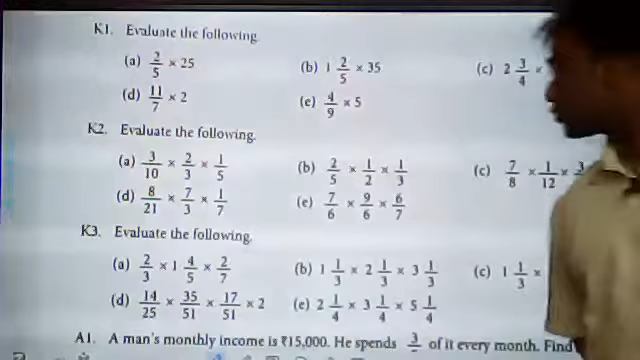 K1. Evaluate the following.
(a) 2/5 × 25 (b) 1 2/5 × 35 (c) 2 3/4 ×
(d) 11/7 × 2 (e) 4/9 × 5
K2. Evaluate the following.
(a) 3/10 × 2/3 × 1/5 (b) 2/5 × 1/2 × 1/3 (c) 7/8 × 1/12 × 3
(d) 8/21 × 7/3 × 1/7 (e) 7/6 × 9/6 × 6/7
K3. Evaluate the following.
(a) 2/3 × 1 4/5 × 2/7 (b) 1 1/3 × 2 1/3 × 3 1/3 (c) 1 1/3 ×
(d) 14/25 × 35/51 × 17/51 × 2 (e) 2 1/4 × 3 1/4 × 5 1/4
A1. A man's monthly income is ₹15,000. He spends 3 of it every month. Find